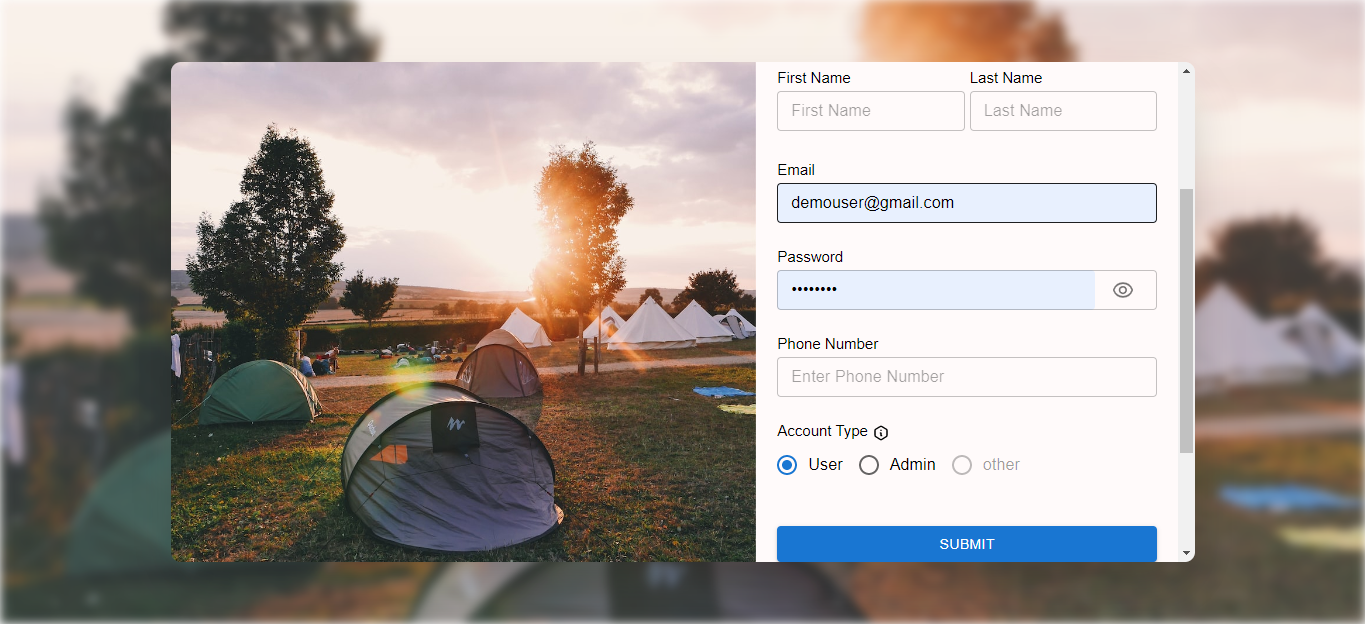 First Name Last Name
First Name Last Name
Email
demouser@gmail.com
Password
••••••••
Phone Number
Enter Phone Number
Account Type
User Admin other
SUBMIT